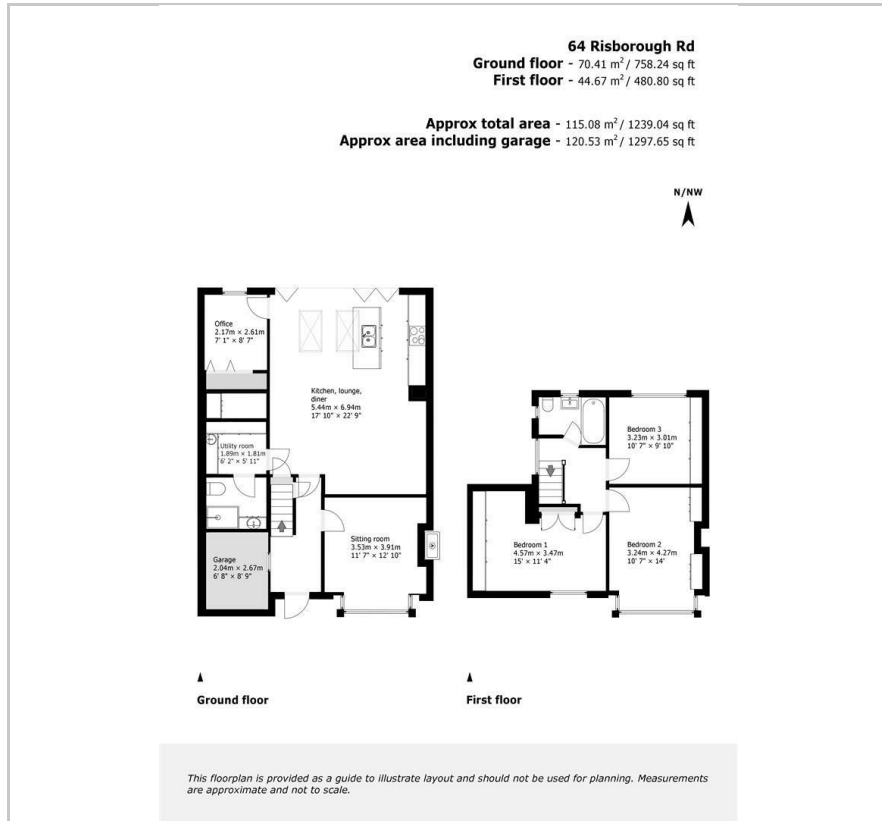 64 Risborough Rd
Ground floor - 70.41 m²/ 758.24 sq ft
First floor - 44.67 m²/ 480.80 sq ft
Approx total area - 115.08 m²/ 1239.04 sq ft
Approx area including garage - 120.53 m²/ 1297.65 sq ft
N/NW
Office
2.17m × 2.61m
7' 1" × 8' 7"
Kitchen, lounge,
diner
5.44m × 6.94m
17' 10" × 22' 9"
Utility room
1.89m × 1.81m
6' 2" × 5' 11"
Sitting room
3.53m × 3.91m
11' 7" × 12' 10"
Garage
2.04m × 2.67m
6' 8" × 8' 9"
Bedroom 3
3.23m × 3.01m
10' 7" × 9' 10"
Bedroom 1
4.57m × 3.47m
15' × 11' 4"
Bedroom 2
3.24m × 4.27m
10' 7" × 14'
Ground floor
First floor
This floorplan is provided as a guide to illustrate layout and should not be used for planning. Measurements
are approximate and not to scale.